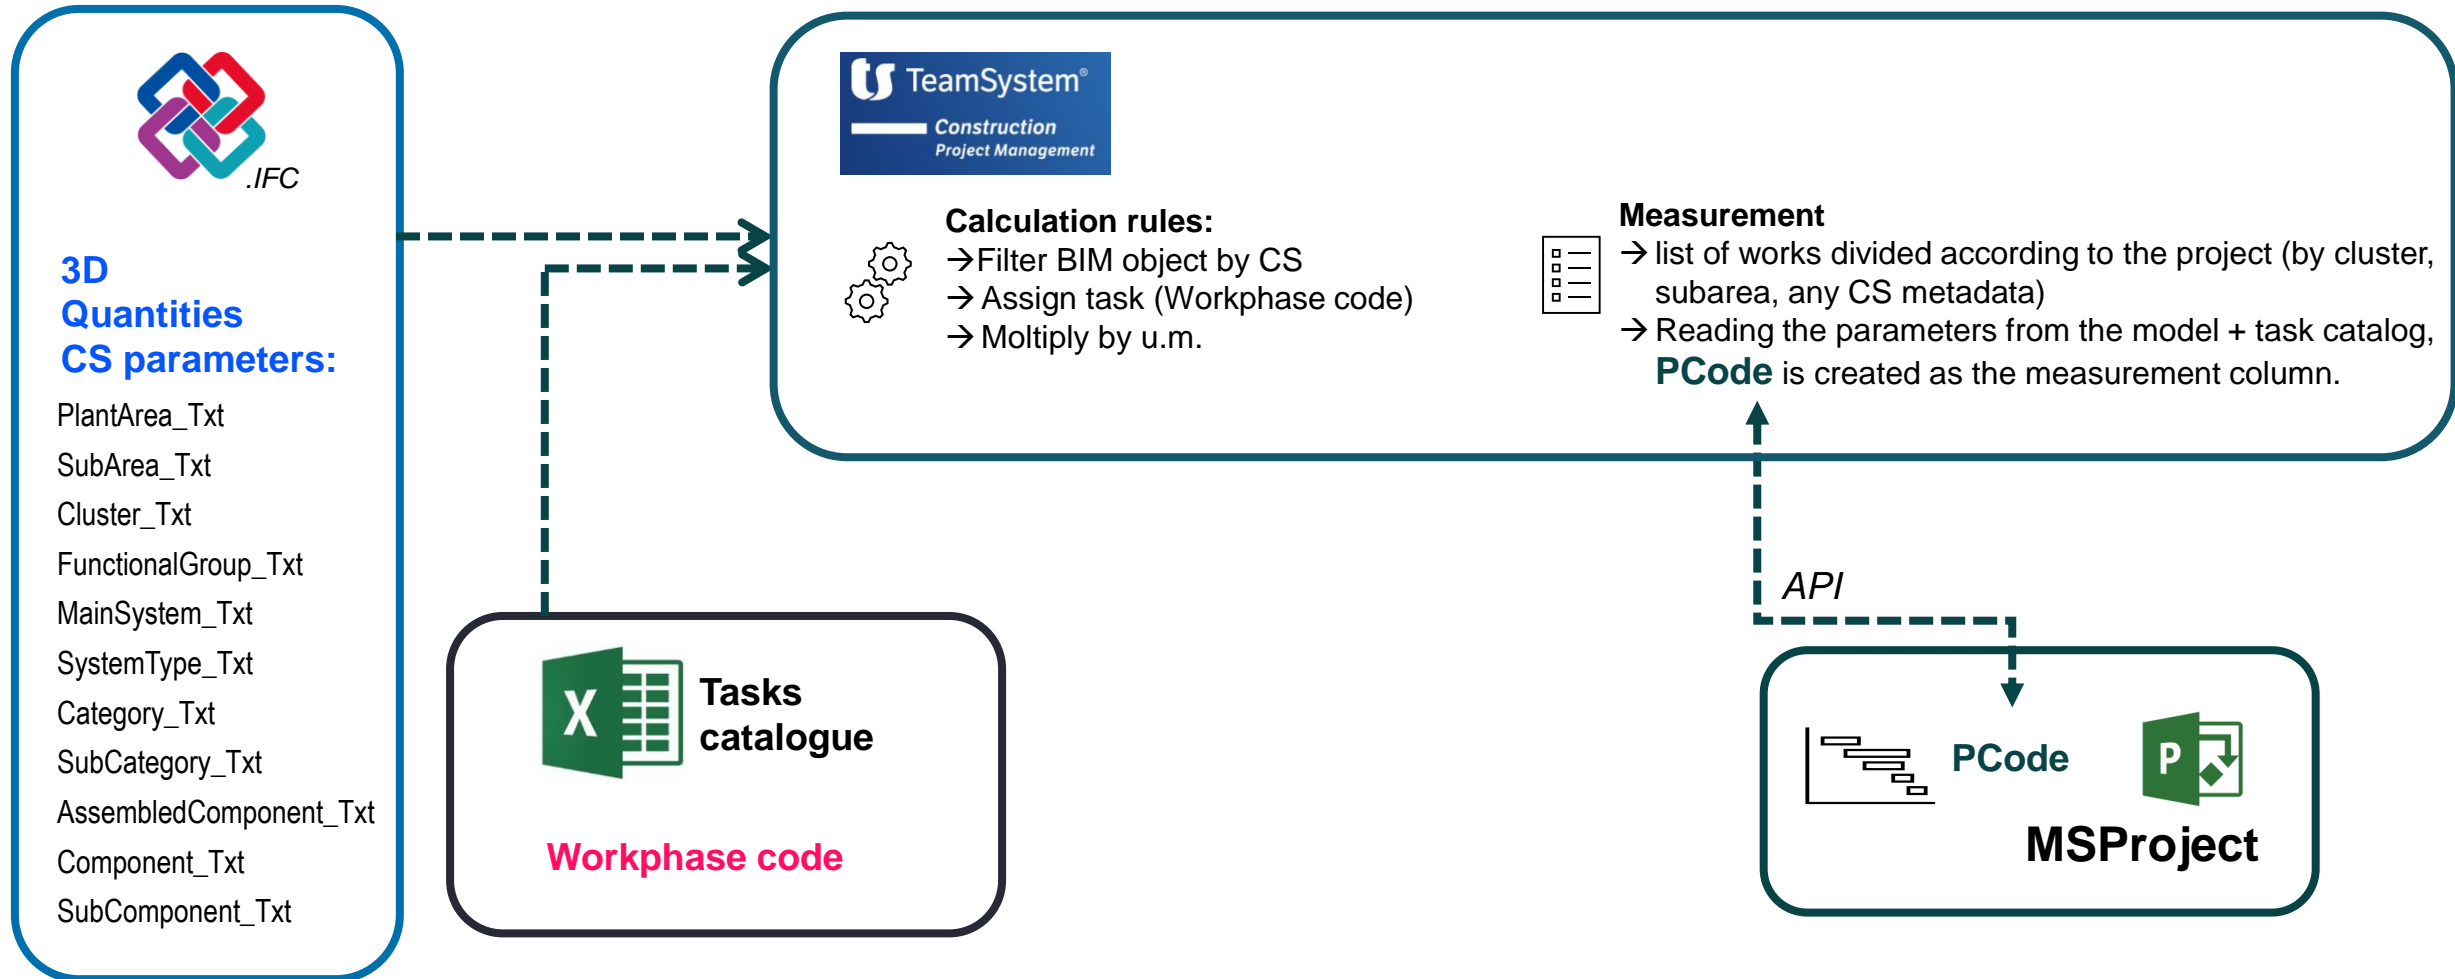 .IFC
3D
Quantities
CS parameters:
PlantArea_Txt
SubArea_Txt
Cluster_Txt
FunctionalGroup_Txt
MainSystem_Txt
SystemType_Txt
Category_Txt
SubCategory_Txt
AssembledComponent_Txt
Component_Txt
SubComponent_Txt
ts TeamSystem®
Construction
Project Management
Calculation rules:
→Filter BIM object by CS
→ Assign task (Workphase code)
→ Moltiply by u.m.
Measurement
→ list of works divided according to the project (by cluster,
subarea, any CS metadata)
→ Reading the parameters from the model + task catalog,
PCode is created as the measurement column.
API
X
Tasks
catalogue
Workphase code
PCode
P
MSProject